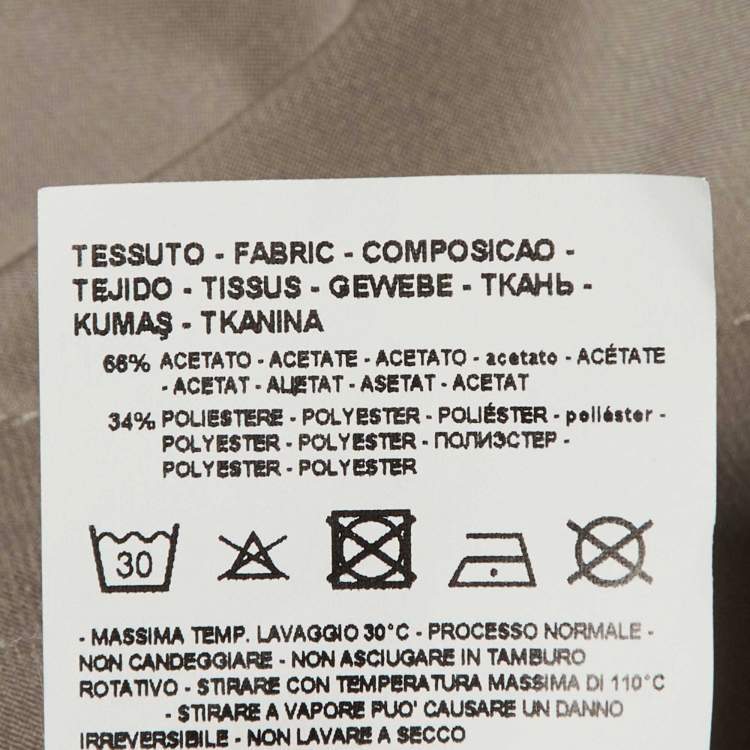 TESSUTO - FABRIC - COMPOSICAO -
TEJIDO - TISSUS - GEWEBE - ТКАНЬ -
KUMAŞ - TKANINA
66% ACETATO - ACETATE - ACETATO - acetato - ACÉTATE
- ACETAT - АЦЕТАТ - ASETAT - ACETAT
34% POLIESTERE - POLYESTER - POLIÉSTER - poliéster -
POLYESTER - POLYESTER - ПОЛИЭСТЕР -
POLYESTER - POLYESTER
30
- MASSIMA TEMP. LAVAGGIO 30°C - PROCESSO NORMALE -
NON CANDEGGIARE - NON ASCIUGARE IN TAMBURO
ROTATIVO - STIRARE CON TEMPERATURA MASSIMA DI 110°C
- STIRARE A VAPORE PUO' CAUSARE UN DANNO
IRREVERSIBILE - NON LAVARE A SECCO